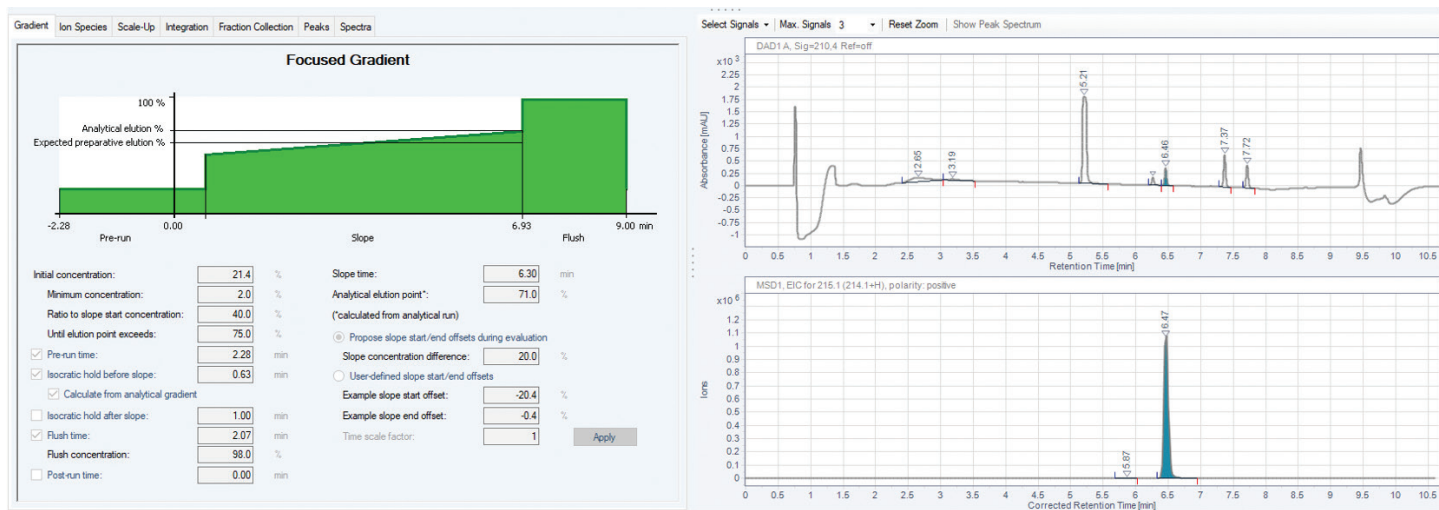 Gradient Ion Species Scale-Up Integration Fraction Collection Peaks Spectra
Focused Gradient
100 %
Analytical elution %
Expected preparative elution %
-2.28 0.00 6.93 9.00 min
Pre-run Slope Flush
Initial concentration: 21.4 %
Minimum concentration: 2.0 %
Ratio to slope start concentration: 40.0 %
Until elution point exceeds: 75.0 %
Pre-run time: 2.28 min
Isocratic hold before slope: 0.63 min
Calculate from analytical gradient
Isocratic hold after slope: 1.00 min
Flush time: 2.07 min
Flush concentration: 98.0 %
Post-run time: 0.00 min
Slope time: 6.30 min
Analytical elution point*: 71.0 %
(*calculated from analytical run)
Propose slope start/end offsets during evaluation
Slope concentration difference: 20.0 %
User-defined slope start/end offsets
Example slope start offset: -20.4 %
Example slope end offset: -0.4 %
Time scale factor: 1 Apply
Select Signals Max. Signals 3 Reset Zoom Show Peak Spectrum
DAD1 A, Sig=210,4 Ref=off
x10 3
2.25
2
1.75
1.5
1.25
1
0.75
0.5
0.25
0
-0.25
-0.5
-0.75
-1
Absorbance [mAU]
2.65
3.19
5.21
6.46
7.37
7.72
0 0.5 1 1.5 2 2.5 3 3.5 4 4.5 5 5.5 6 6.5 7 7.5 8 8.5 9 9.5 10 10.5
Retention Time [min]
MSD1, EIC for 215.1 (214.1+H), polarity: positive
x10 6
1.2
1.1
1
0.9
0.8
0.7
0.6
0.5
0.4
0.3
0.2
0.1
0
Ions
5.87
6.47
0 0.5 1 1.5 2 2.5 3 3.5 4 4.5 5 5.5 6 6.5 7 7.5 8 8.5 9 9.5 10 10.5
Corrected Retention Time [min]